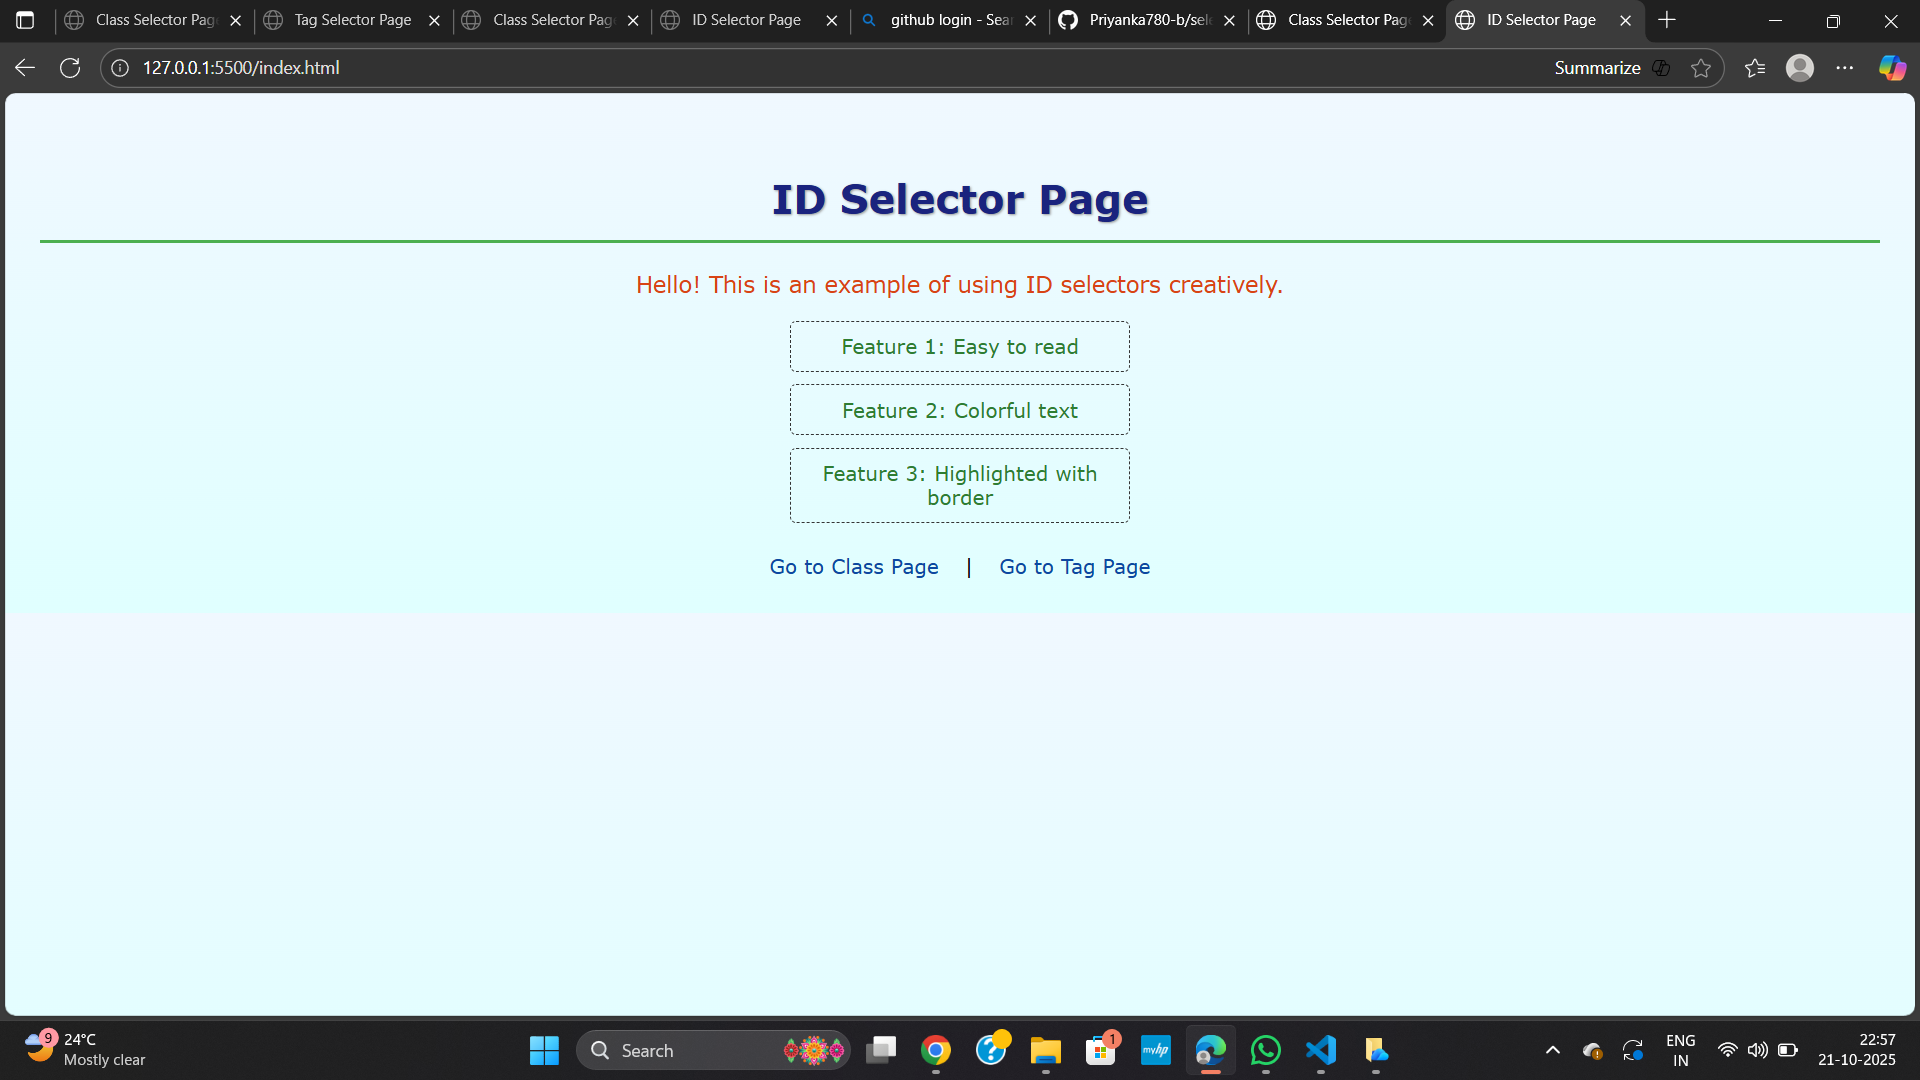 Class Selector Pag
Tag Selector Page
Class Selector Pag
ID Selector Page
github login - Sear
Priyanka780-b/sele
Class Selector Pag
ID Selector Page
127.0.0.1:5500/index.html
Summarize
ID Selector Page
Hello! This is an example of using ID selectors creatively.
Feature 1: Easy to read
Feature 2: Colorful text
Feature 3: Highlighted with
border
Go to Class Page | Go to Tag Page
9
24°C
Mostly clear
Search
1
myhp
ENG
IN
22:57
21-10-2025